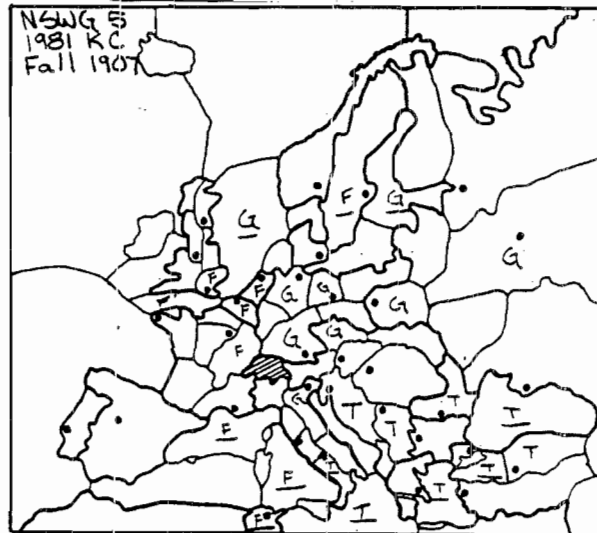 NSWG 5
1981 KC
Fall 1907
F G
G
G
F F G G
F F G
G G
F
T
G T T T
F T
T T T
F T
F T